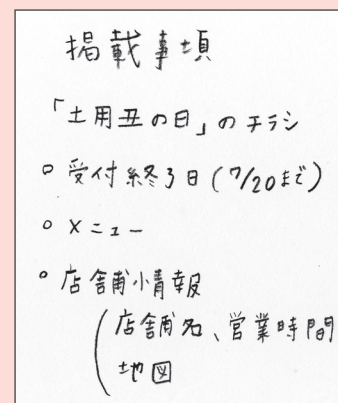 掲載事項
「土用丑の日」のチラシ
○ 受付終了日(7/20まで)
○ メニュー
○ 店舗情報
(店舗名、営業時間
地図